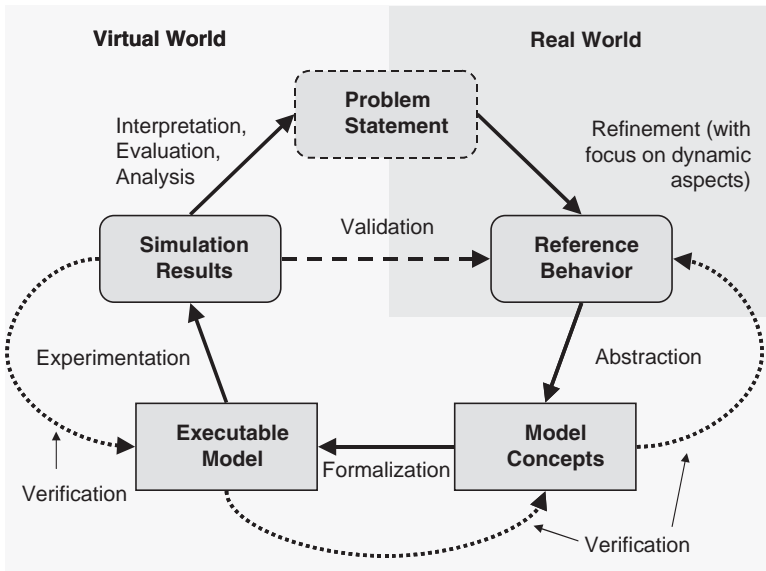 Virtual World
Real World
Problem
Statement
Interpretation,
Evaluation,
Analysis
Refinement (with
focus on dynamic
aspects)
Simulation
Results
Validation
Reference
Behavior
Experimentation
Abstraction
Executable
Model
Formalization
Model
Concepts
Verification
Verification